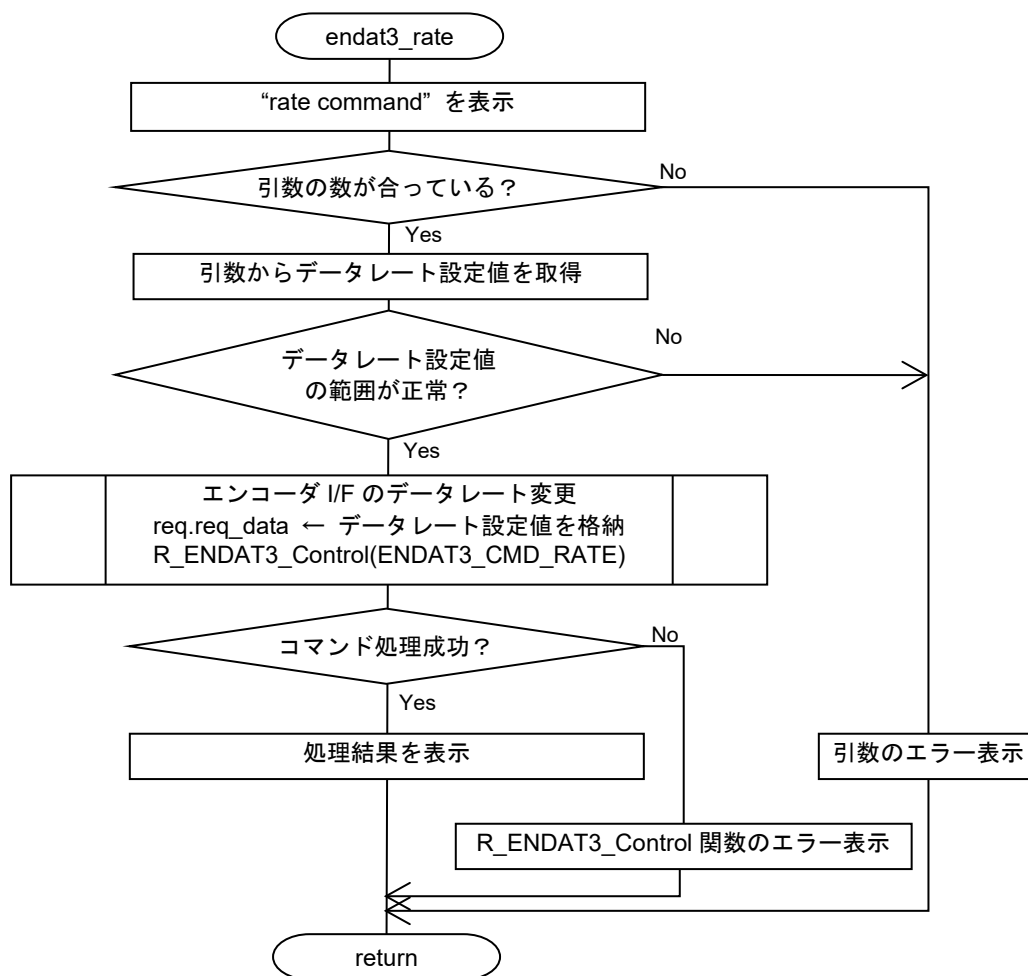 endat3_rate
“rate command” を表示
引数の数が合っている？
No
Yes
引数からデータレート設定値を取得
データレート設定値
の範囲が正常？
No
Yes
エンコーダ I/F のデータレート変更
req.req_data ← データレート設定値を格納
R_ENDAT3_Control(ENDAT3_CMD_RATE)
コマンド処理成功？
No
Yes
処理結果を表示
引数のエラー表示
R_ENDAT3_Control 関数のエラー表示
return